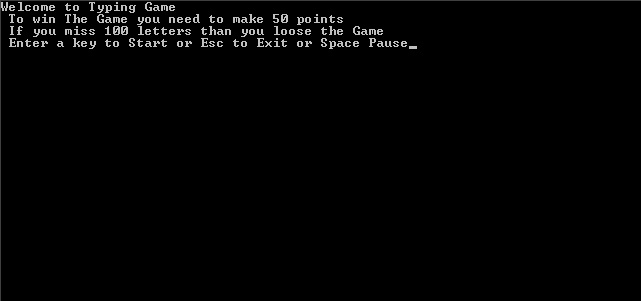 Welcome to Typing Game
To win The Game you need to make 50 points
If you miss 100 letters than you loose the Game
Enter a key to Start or Esc to Exit or Space Pause_